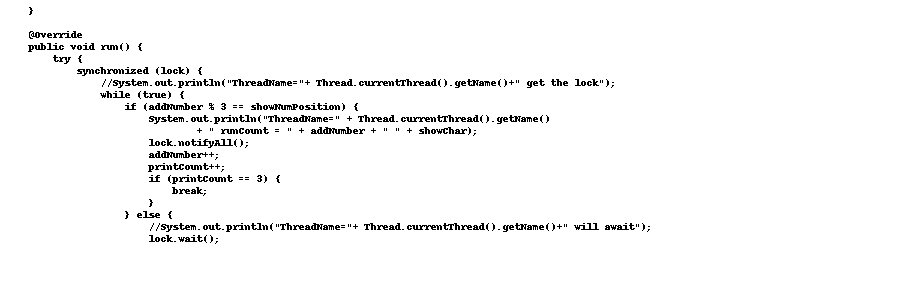 }
@Override
public void run() {
try {
synchronized (lock) {
//System.out.println("ThreadName="+ Thread.currentThread().getName()+" get the lock");
while (true) {
if (addNumber % 3 == showNumPosition) {
System.out.println("ThreadName=" + Thread.currentThread().getName()
+ " runCount = " + addNumber + " " + showChar);
lock.notifyAll();
addNumber++;
printCount++;
if (printCount == 3) {
break;
}
} else {
//System.out.println("ThreadName="+ Thread.currentThread().getName()+" will await");
lock.wait();